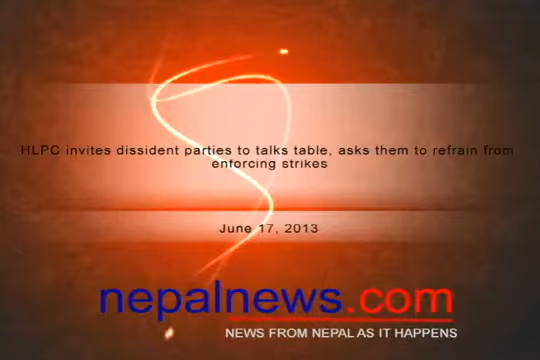 HLPC invites dissident parties to talks table, asks them to refrain from
enforcing strikes
June 17, 2013
nepalnews.com
NEWS FROM NEPAL AS IT HAPPENS